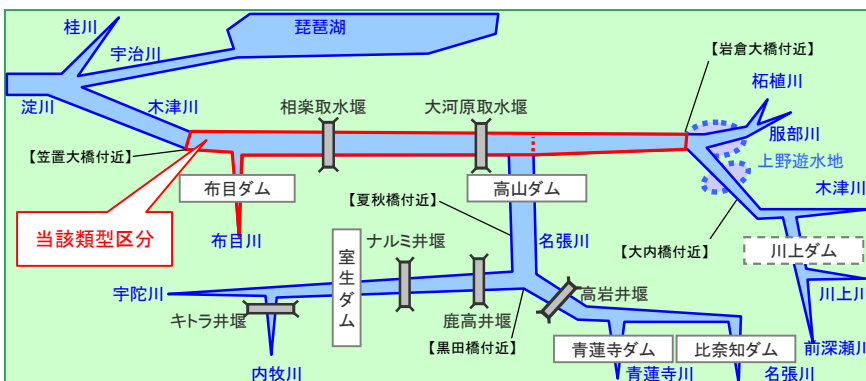 桂川
宇治川
琵琶湖
【岩倉大橋付近】
柘植川
淀川
木津川
相楽取水堰
大河原取水堰
服部川
【笠置大橋付近】
上野遊水地
布目ダム
高山ダム
木津川
当該類型区分
【夏秋橋付近】
布目川
室生ダム
ナルミ井堰
名張川
【大内橋付近】
川上ダム
宇陀川
高岩井堰
川上川
キトラ井堰
鹿高井堰
【黒田橋付近】
青蓮寺ダム
比奈知ダム
前深瀬川
内牧川
青蓮寺川
名張川